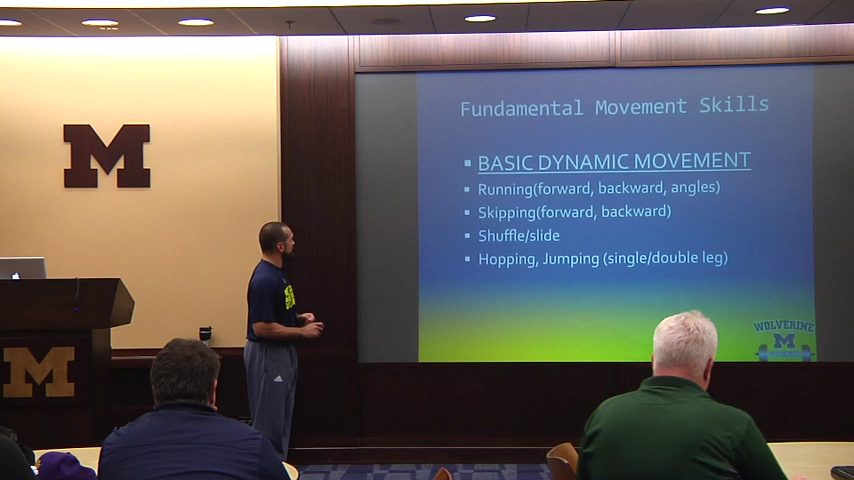 M
M
Fundamental Movement Skills
BASIC DYNAMIC MOVEMENT
Running(forward, backward, angles)
Skipping(forward, backward)
Shuffle/slide
Hopping, Jumping (single/double leg)
WOLVERINE
M